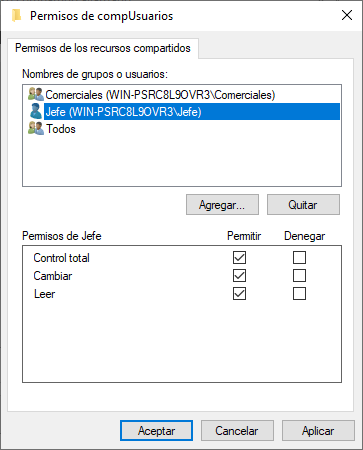 Permisos de compUsuarios
Permisos de los recursos compartidos
Nombres de grupos o usuarios:
Comerciales (WIN-PSRC8L9OVR3\Comerciales)
Jefe (WIN-PSRC8L9OVR3\Jefe)
Todos
Agregar... Quitar
Permisos de Jefe Permitir Denegar
Control total
Cambiar
Leer
Aceptar Cancelar Aplicar